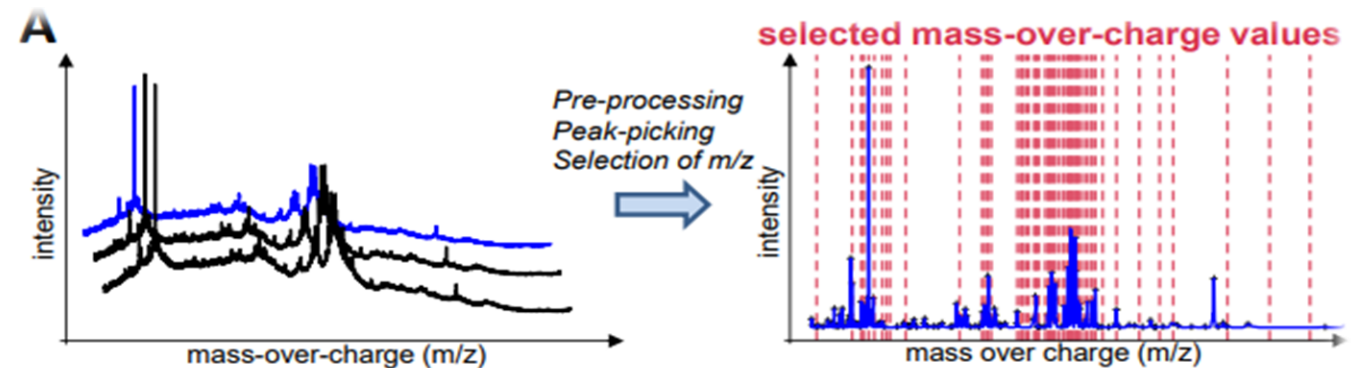 A
selected mass-over-charge values
Pre-processing
Peak-picking
Selection of m/z
intensity
mass-over-charge (m/z)
intensity
mass over charge (m/z)